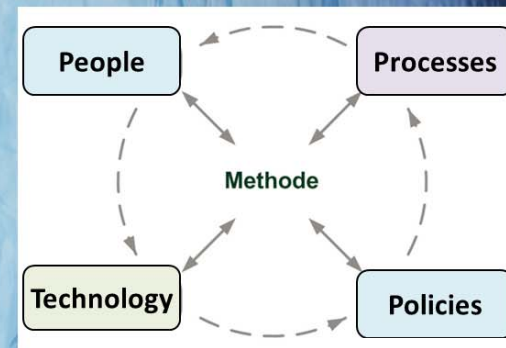 People
Processes
Methode
Technology
Policies